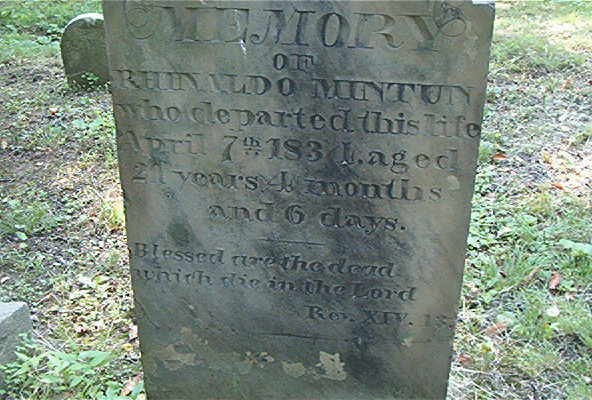 MEMORY
OF
RHINALDO MINTUN
who departed this life
April 7th. 1831. aged
21 years 4 months
and 6 days.
Blessed are the dead
which die in the Lord
Rev. XIV. 13.